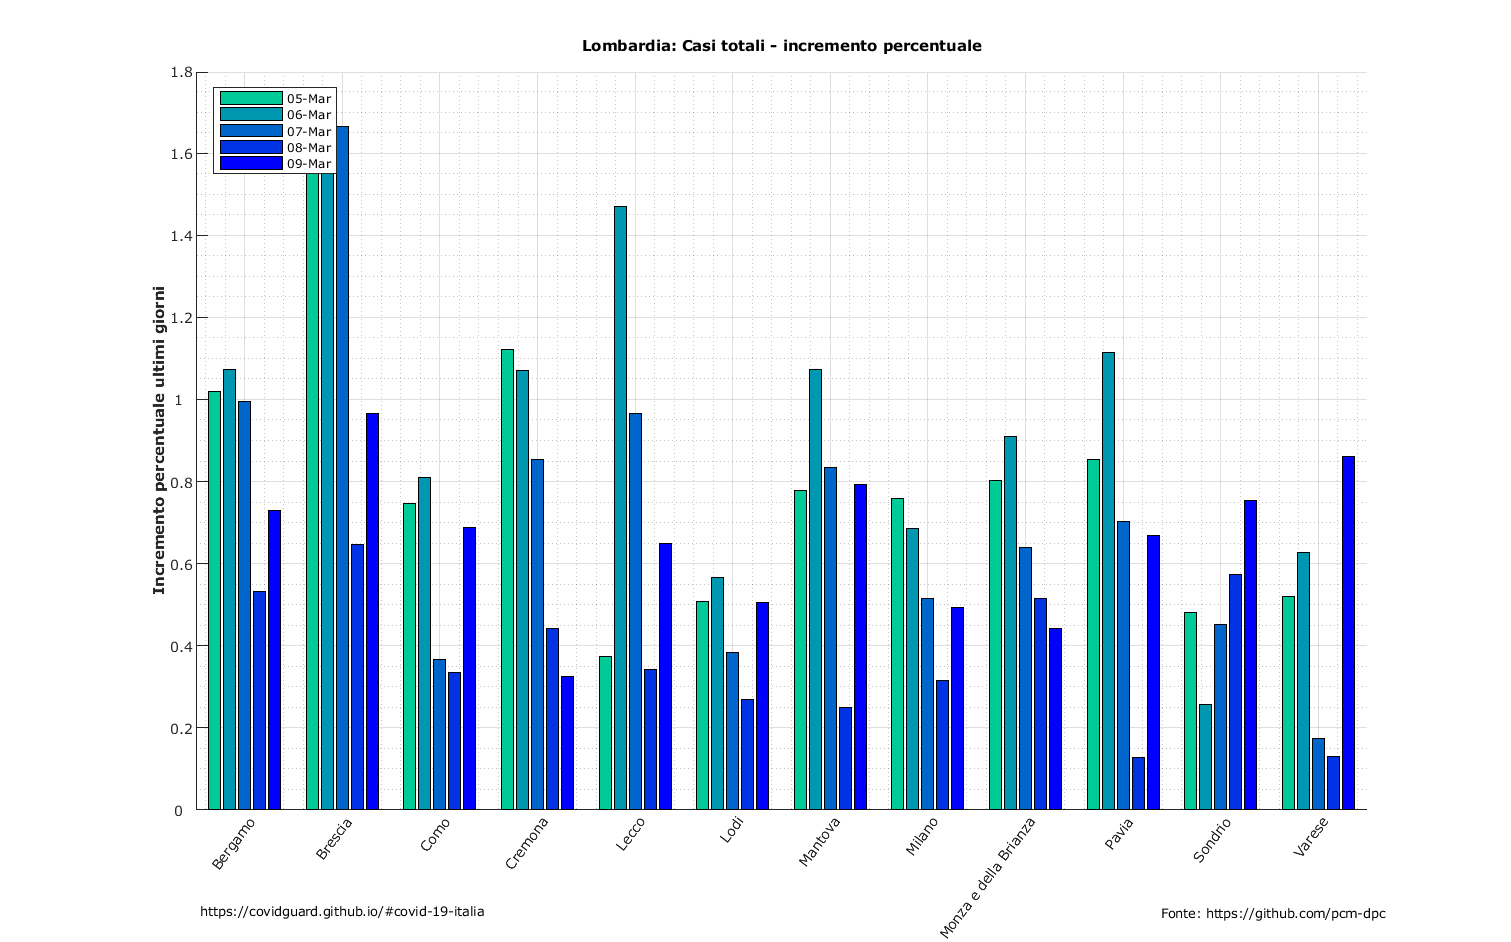 Lombardia: Casi totali - incremento percentuale
1.8
1.6
1.4
1.2
1
0.8
0.6
0.4
0.2
0
Incremento percentuale ultimi giorni
05-Mar
06-Mar
07-Mar
08-Mar
09-Mar
Bergamo
Brescia
Como
Cremona
Lecco
Lodi
Mantova
Milano
Monza e della Brianza
Pavia
Sondrio
Varese
https://covidguard.github.io/#covid-19-italia
Fonte: https://github.com/pcm-dpc